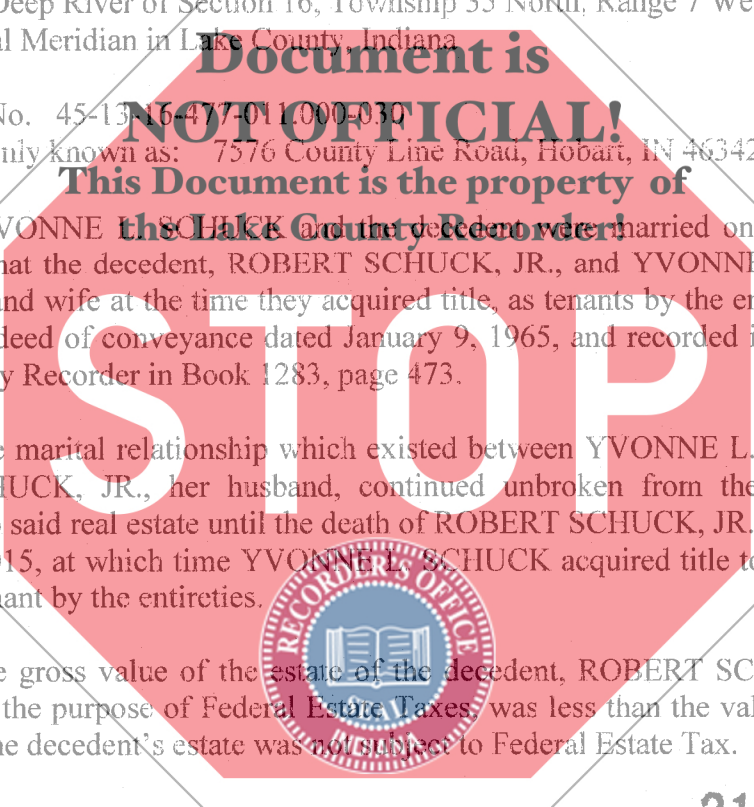 Deep River of Section 16, Township 35 North, Range 7 We
al Meridian in Lake County, Indiana
Document is
No. 45-13-16-477-011.000-030
NOT OFFICIAL!
nly known as: 7576 County Line Road, Hobart, IN 46342
This Document is the property of
the Lake County Recorder!
VONNE L. SCHUCK and the decedent were married on
hat the decedent, ROBERT SCHUCK, JR., and YVONNE
and wife at the time they acquired title, as tenants by the en
deed of conveyance dated January 9, 1965, and recorded i
y Recorder in Book 1283, page 473.
STOP
e marital relationship which existed between YVONNE L.
HUCK, JR., her husband, continued unbroken from the
o said real estate until the death of ROBERT SCHUCK, JR.
015, at which time YVONNE L. SCHUCK acquired title to
nant by the entireties.
RECORDER'S OFFICE
SEAL
INDIANA
e gross value of the estate of the decedent, ROBERT SC
the purpose of Federal Estate Taxes, was less than the val
he decedent's estate was not subject to Federal Estate Tax.